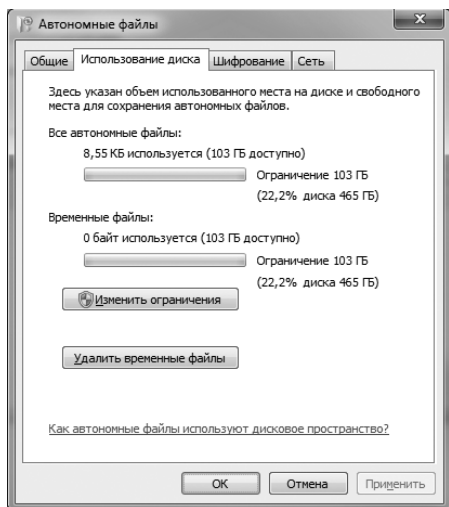 Автономные файлы
Общие Использование диска Шифрование Сеть
Здесь указан объем использованного места на диске и свободного
места для сохранения автономных файлов.
Все автономные файлы:
8,55 КБ используется (103 ГБ доступно)
Ограничение 103 ГБ
(22,2% диска 465 ГБ)
Временные файлы:
0 байт используется (103 ГБ доступно)
Ограничение 103 ГБ
(22,2% диска 465 ГБ)
Изменить ограничения
Удалить временные файлы
Как автономные файлы используют дисковое пространство?
ОК Отмена Применить